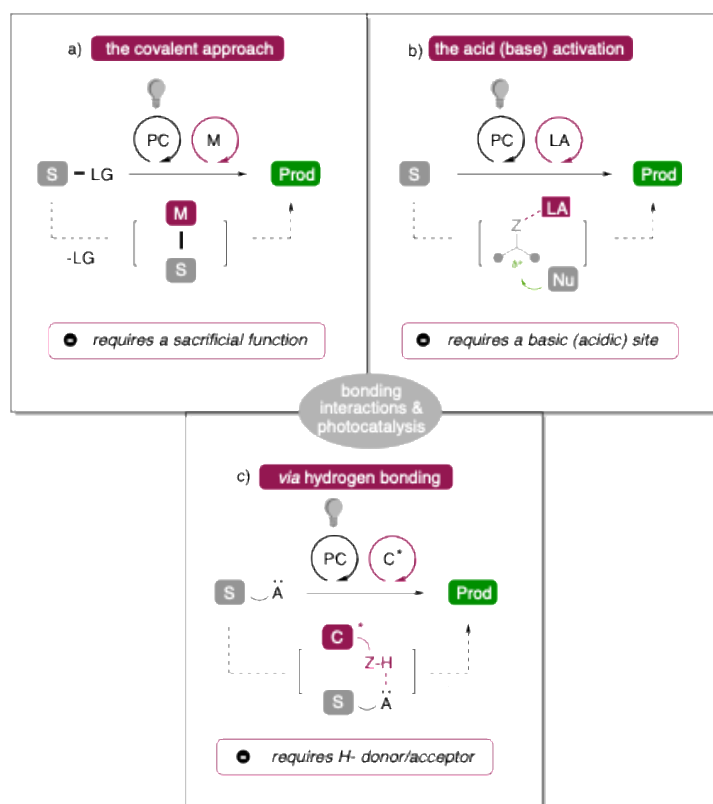 a) the covalent approach
PC M
S LG Prod
M
-LG
S
requires a sacrificial function
b) the acid (base) activation
PC LA
S Prod
LA
Z
δ+
Nu
requires a basic (acidic) site
bonding
interactions &
photocatalysis
c) via hydrogen bonding
PC C*
S A Prod
C *
Z-H
S A
requires H- donor/acceptor